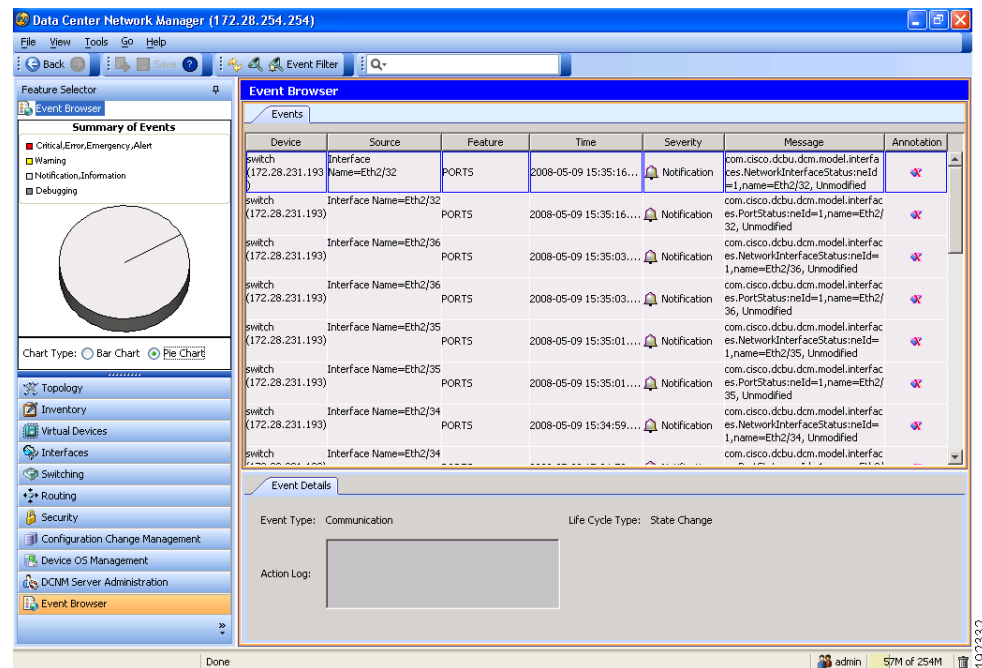 Data Center Network Manager (172.28.254.254)
File View Tools Go Help
Back Save Event Filter
Feature Selector
Event Browser
Summary of Events
Critical,Error,Emergency,Alert
Warning
Notification,Information
Debugging
Chart Type: Bar Chart Pie Chart
Topology
Inventory
Virtual Devices
Interfaces
Switching
Routing
Security
Configuration Change Management
Device OS Management
DCNM Server Administration
Event Browser
Event Browser
Events
Device Source Feature Time Severity Message Annotation
switch Interface com.cisco.dcbu.dcm.model.interfa
(172.28.231.193 Name=Eth2/32 PORTS 2008-05-09 15:35:16... Notification ces.NetworkInterfaceStatus:neId
) =1,name=Eth2/32, Unmodified
switch Interface Name=Eth2/32 com.cisco.dcbu.dcm.model.interfac
(172.28.231.193) PORTS 2008-05-09 15:35:16.... Notification es.PortStatus:neId=1,name=Eth2/
32, Unmodified
switch Interface Name=Eth2/36 com.cisco.dcbu.dcm.model.interfac
(172.28.231.193) PORTS 2008-05-09 15:35:03.... Notification es.NetworkInterfaceStatus:neId=
1,name=Eth2/36, Unmodified
switch Interface Name=Eth2/36 com.cisco.dcbu.dcm.model.interfac
(172.28.231.193) PORTS 2008-05-09 15:35:03.... Notification es.PortStatus:neId=1,name=Eth2/
36, Unmodified
switch Interface Name=Eth2/35 com.cisco.dcbu.dcm.model.interfac
(172.28.231.193) PORTS 2008-05-09 15:35:01.... Notification es.NetworkInterfaceStatus:neId=
1,name=Eth2/35, Unmodified
switch Interface Name=Eth2/35 com.cisco.dcbu.dcm.model.interfac
(172.28.231.193) PORTS 2008-05-09 15:35:01.... Notification es.PortStatus:neId=1,name=Eth2/
35, Unmodified
switch Interface Name=Eth2/34 com.cisco.dcbu.dcm.model.interfac
(172.28.231.193) PORTS 2008-05-09 15:34:59.... Notification es.NetworkInterfaceStatus:neId=
1,name=Eth2/34, Unmodified
switch Interface Name=Eth2/34 com.cisco.dcbu.dcm.model.interfac
Event Details
Event Type: Communication Life Cycle Type: State Change
Action Log:
Done admin 57M of 254M
192332